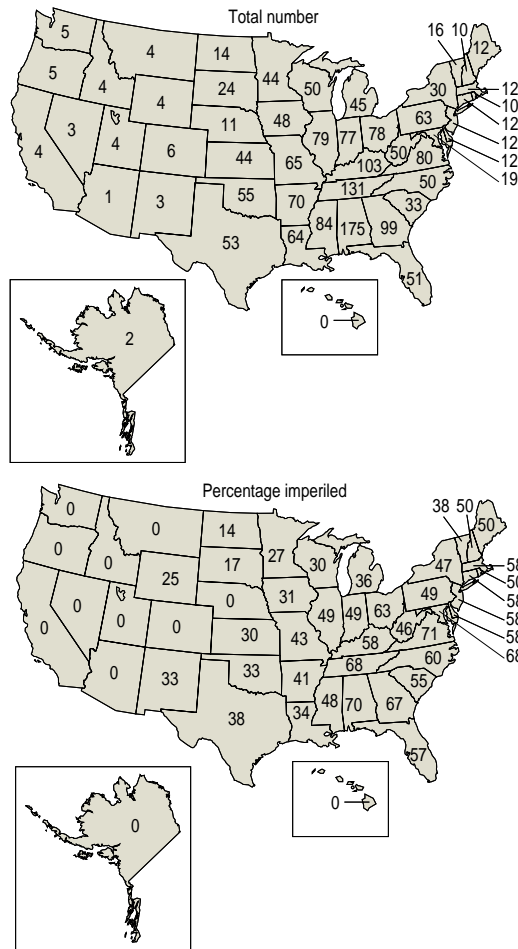 Total number
16 10
5 4 14 12
44
5 4 24 50 30 12
4 45 10
3 11 48 63 12
4 6 79 77 78 12
4 44 65 50 80 12
103 19
1 3 55 70 131 50
33
53 64 84 175 99
51
2
0
Percentage imperiled
38 50
0 0 14 50
27
0 0 17 30 47 58
25 36 50
0 0 31 49 58
0 0 0 49 49 63 58
30 43 46 71 58
58 68
0 33 33 41 68 60
55
38 34 48 70 67
57
0
0